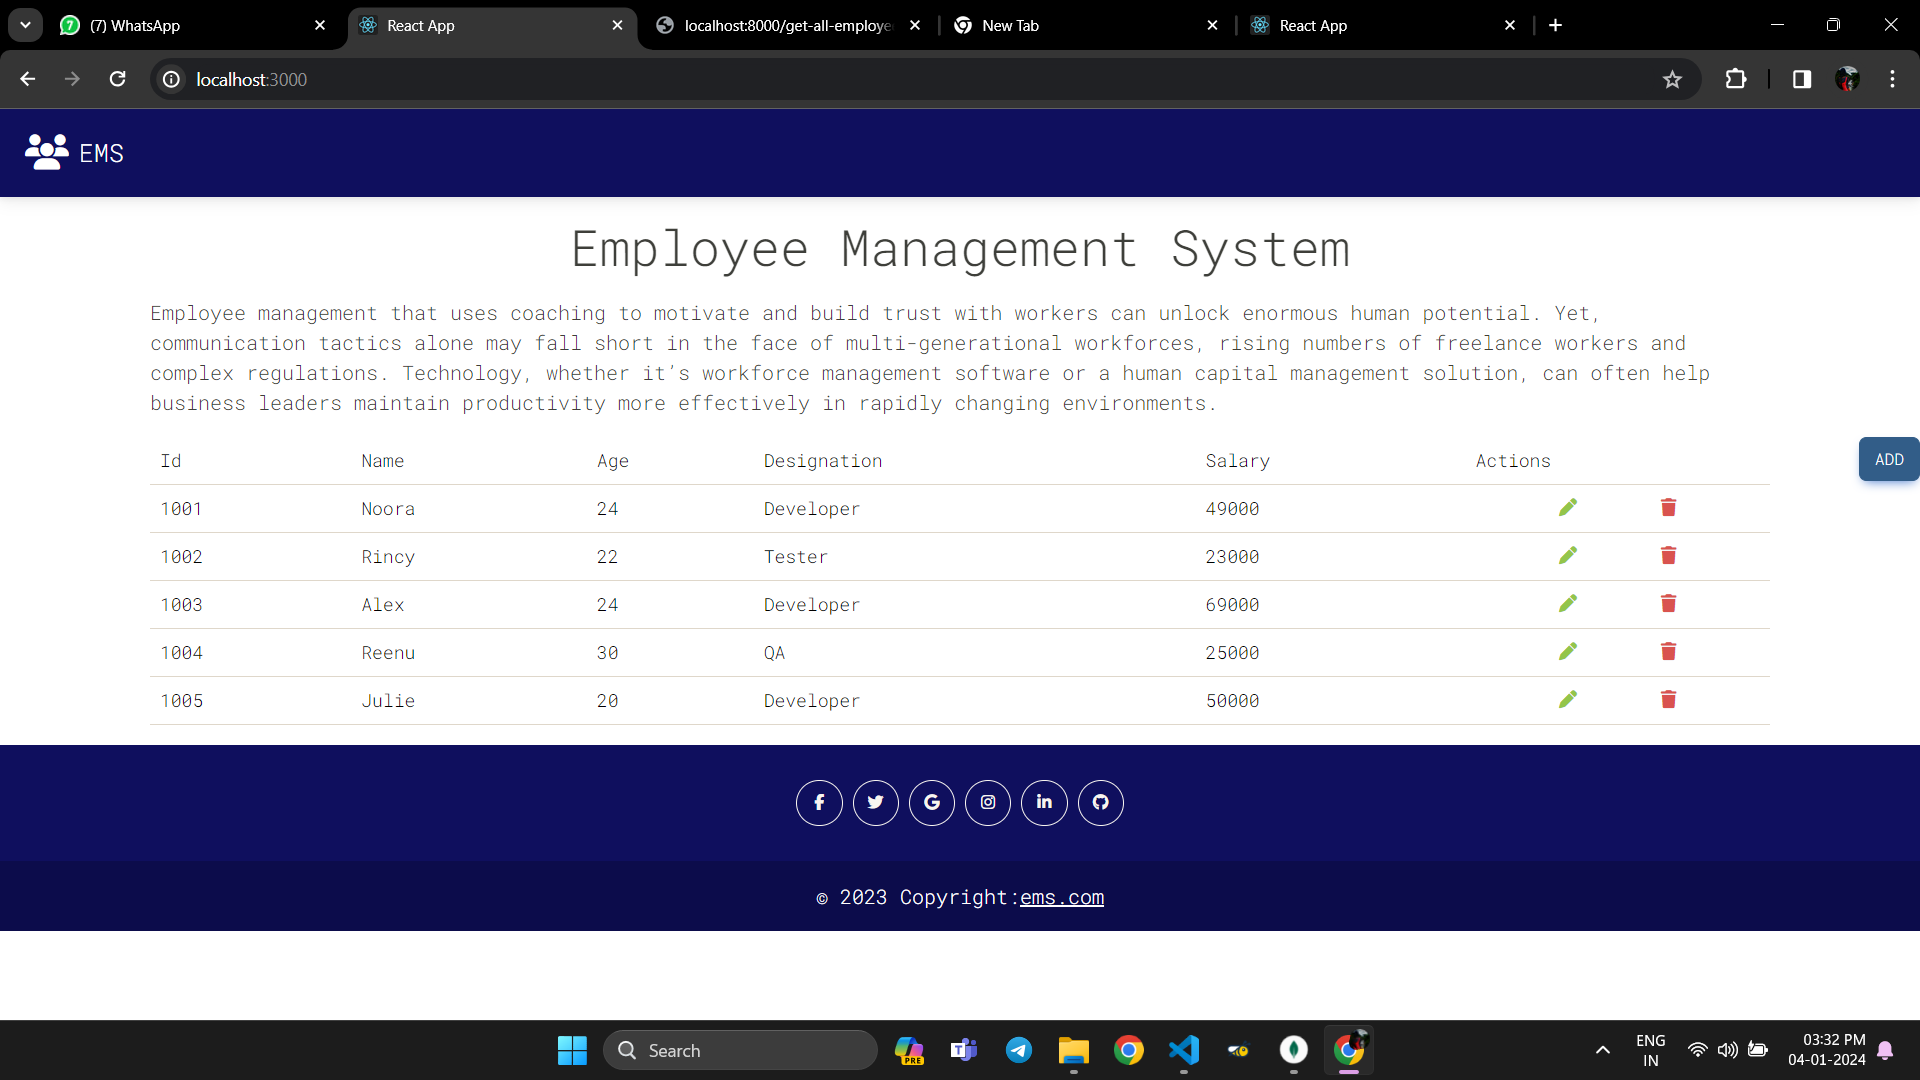 (7) WhatsApp
React App
localhost:8000/get-all-employe
New Tab
React App
localhost:3000
EMS
Employee Management System
Employee management that uses coaching to motivate and build trust with workers can unlock enormous human potential. Yet,
communication tactics alone may fall short in the face of multi-generational workforces, rising numbers of freelance workers and
complex regulations. Technology, whether it’s workforce management software or a human capital management solution, can often help
business leaders maintain productivity more effectively in rapidly changing environments.
Id Name Age Designation Salary Actions
ADD
1001 Noora 24 Developer 49000
1002 Rincy 22 Tester 23000
1003 Alex 24 Developer 69000
1004 Reenu 30 QA 25000
1005 Julie 20 Developer 50000
© 2023 Copyright:ems.com
Search
PRE
ENG
IN
03:32 PM
04-01-2024